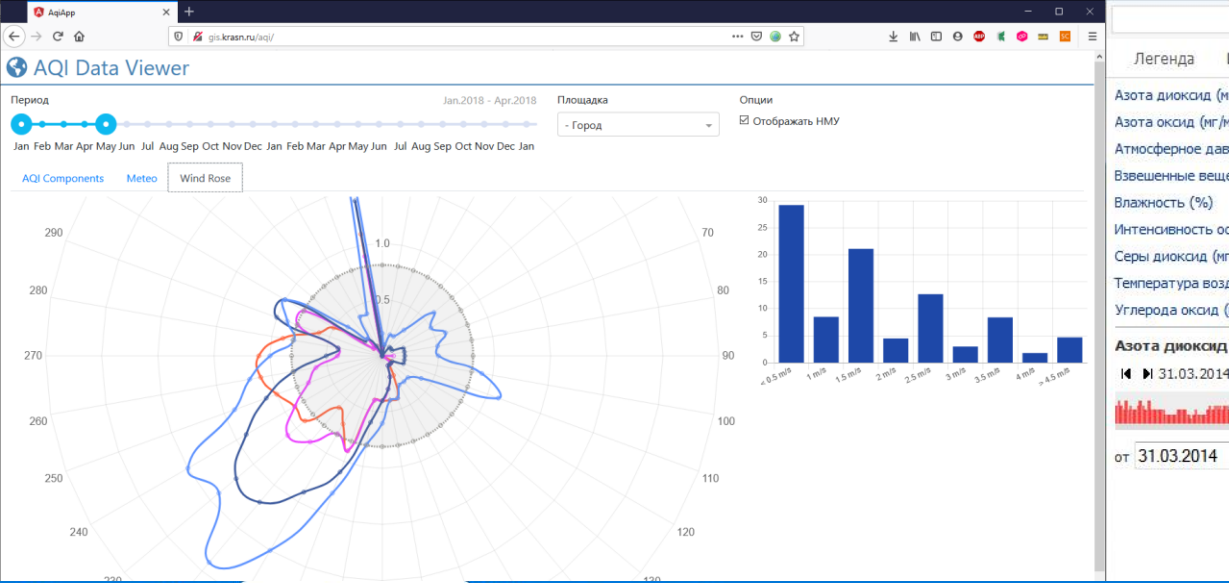 AqiApp
gis.krasn.ru/aqi/
AQI Data Viewer
Период
Jan.2018 - Apr.2018
Площадка
Опции
- Город
Отображать НМУ
Jan Feb Mar Apr May Jun Jul Aug Sep Oct Nov Dec Jan Feb Mar Apr May Jun Jul Aug Sep Oct Nov Dec Jan
AQI Components
Meteo
Wind Rose
290
280
270
260
250
240
230
1.0
0.5
70
80
90
100
110
120
130
30
25
20
15
10
5
0
< 0.5 m/s
1 m/s
1.5 m/s
2 m/s
2.5 m/s
3 m/s
3.5 m/s
4 m/s
> 4.5 m/s
Легенда
Азота диоксид (м
Азота оксид (мг/м
Атмосферное дав
Взвешенные веще
Влажность (%)
Интенсивность ос
Серы диоксид (мг
Температура возд
Углерода оксид (
Азота диоксид
31.03.2014
от 31.03.2014